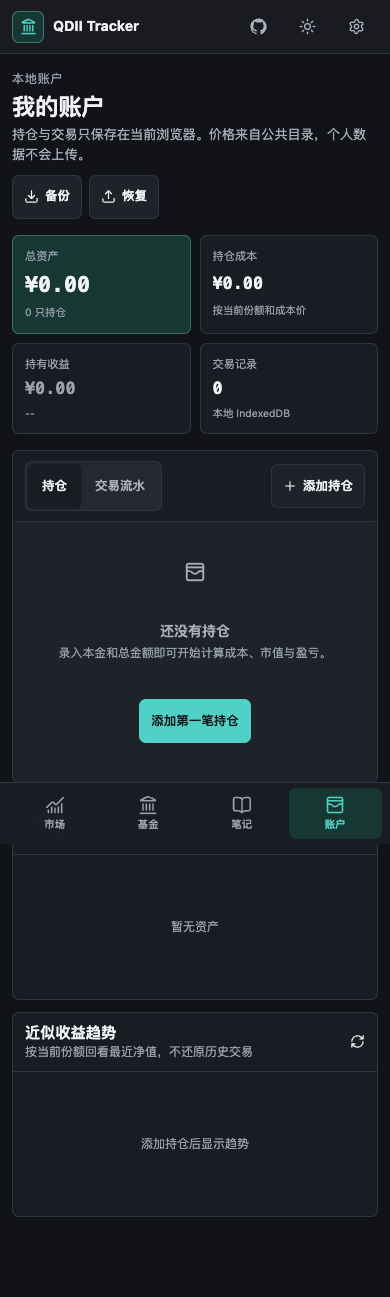 QDII Tracker
本地账户
我的账户
持仓与交易只保存在当前浏览器。价格来自公共目录，个人数
据不会上传。
备份
恢复
总资产
¥0.00
0 只持仓
持仓成本
¥0.00
按当前份额和成本价
持有收益
¥0.00
--
交易记录
0
本地 IndexedDB
持仓
交易流水
添加持仓
还没有持仓
录入本金和总金额即可开始计算成本、市值与盈亏。
添加第一笔持仓
市场
基金
笔记
账户
暂无资产
近似收益趋势
按当前份额回看最近净值，不还原历史交易
添加持仓后显示趋势